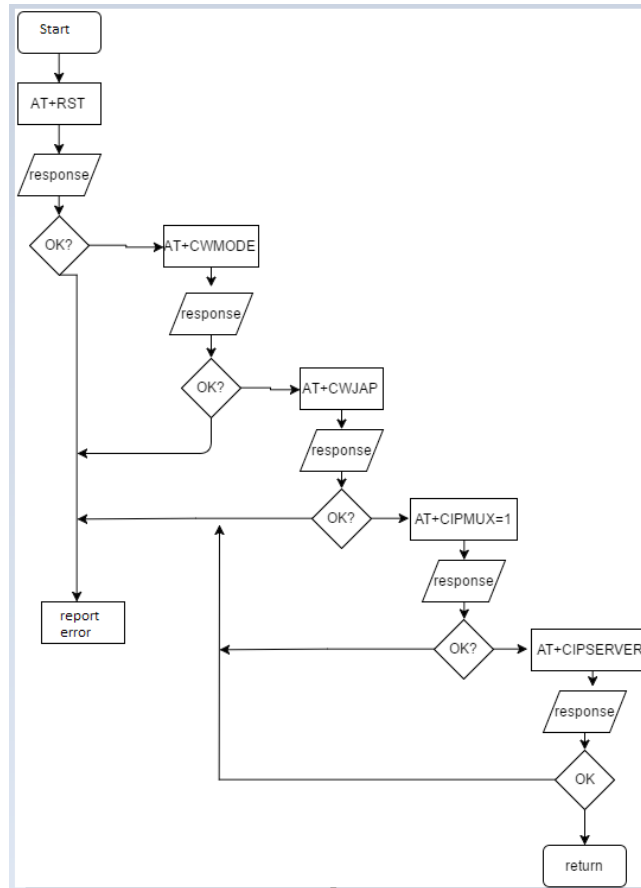 Start
AT+RST
response
OK?
AT+CWMODE
response
OK?
AT+CWJAP
response
OK?
AT+CIPMUX=1
response
report
error
OK?
AT+CIPSERVER
response
OK
return